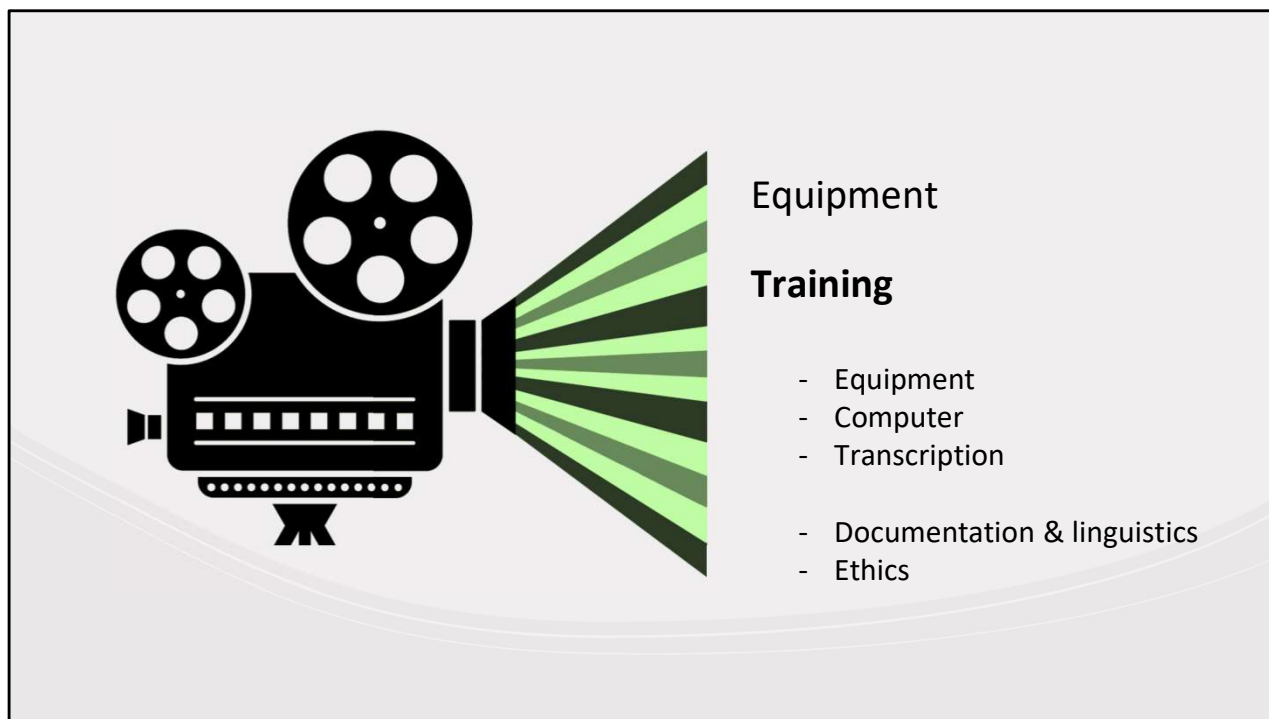 Equipment
Training
- Equipment
- Computer
- Transcription
- Documentation & linguistics
- Ethics